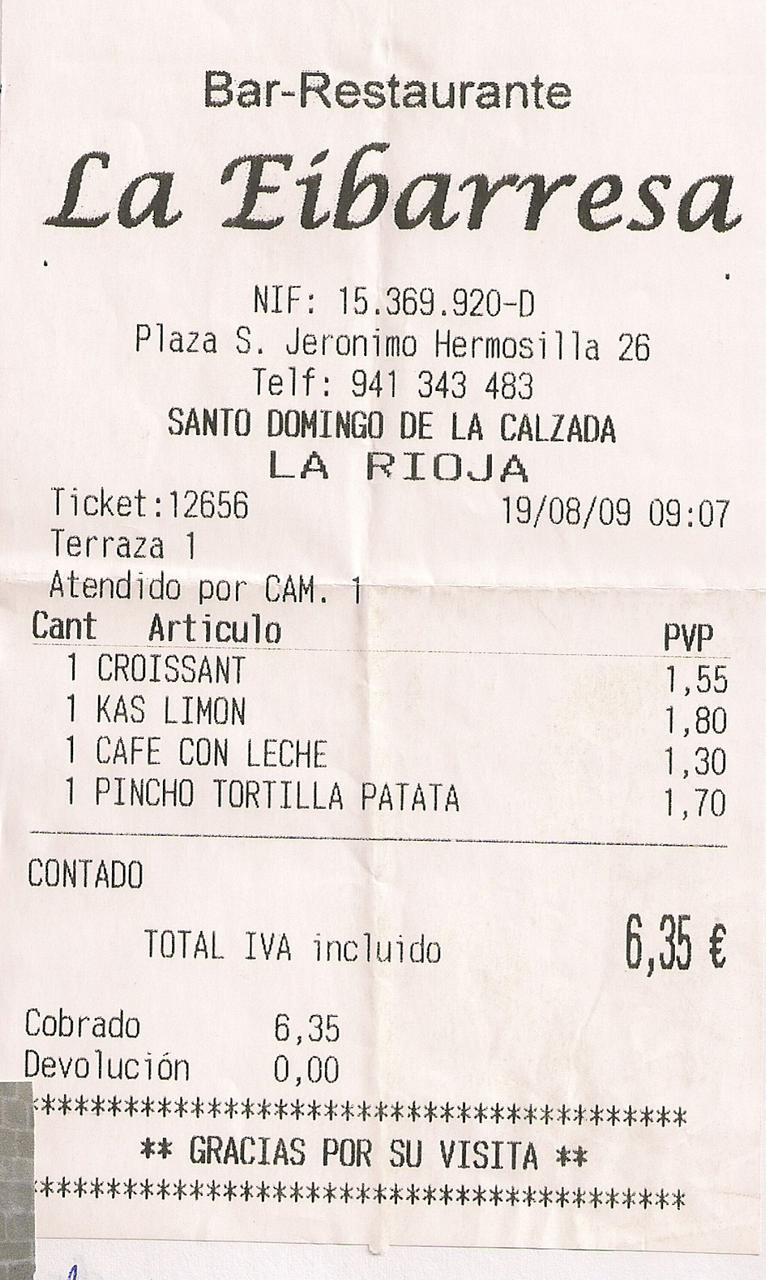 Bar-Restaurante
La Eibarresa
NIF: 15.369.920-D
Plaza S. Jeronimo Hermosilla 26
Telf: 941 343 483
SANTO DOMINGO DE LA CALZADA
LA RIOJA
Ticket:12656 19/08/09 09:07
Terraza 1
Atendido por CAM. 1
Cant Articulo PVP
1 CROISSANT 1,55
1 KAS LIMON 1,80
1 CAFE CON LECHE 1,30
1 PINCHO TORTILLA PATATA 1,70
CONTADO
TOTAL IVA incluido 6,35 €
Cobrado 6,35
Devolución 0,00
***************************************
** GRACIAS POR SU VISITA **
***************************************